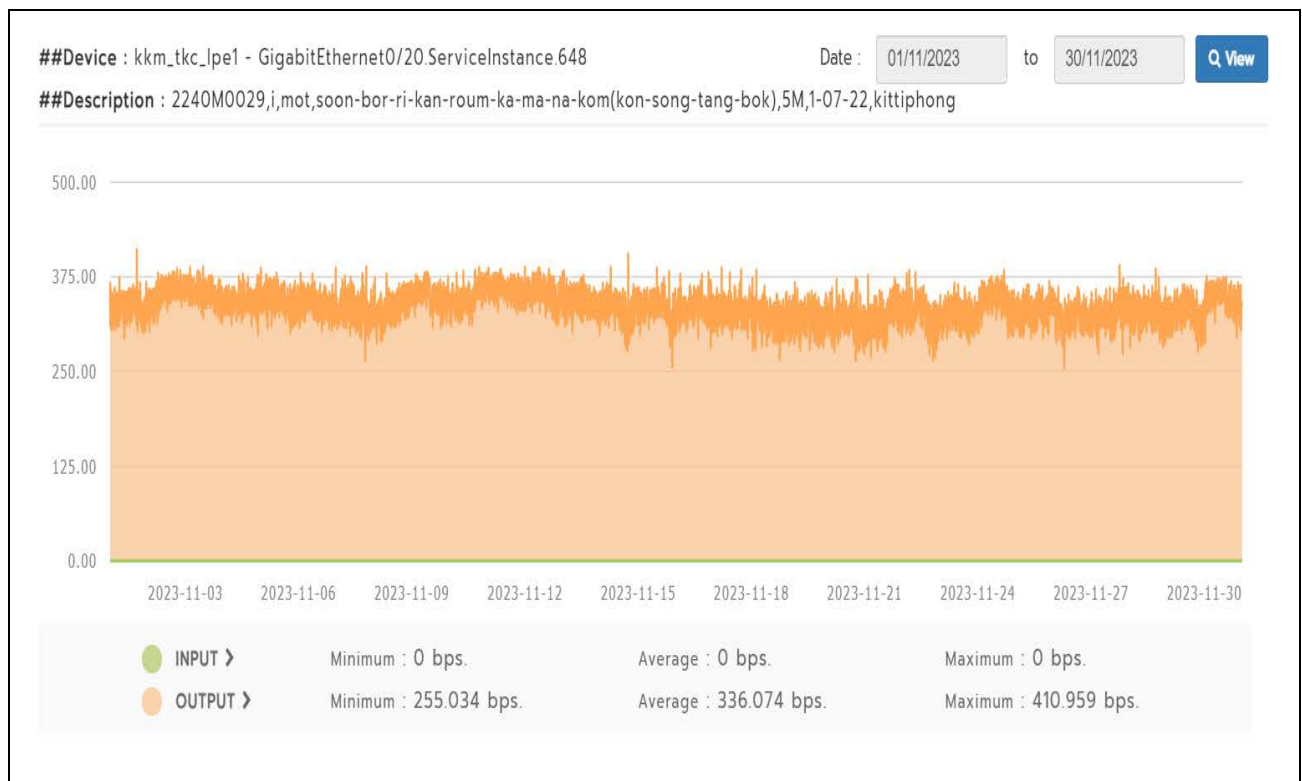 ##Device : kkm_tkc_lpe1 - GigabitEthernet0/20.ServiceInstance.648
Date : 01/11/2023 to 30/11/2023 View
##Description : 2240M0029,i,mot,soon-bor-ri-kan-roum-ka-ma-na-kom(kon-song-tang-bok),5M,1-07-22,kittiphong
500.00
375.00
250.00
125.00
0.00
2023-11-03 2023-11-06 2023-11-09 2023-11-12 2023-11-15 2023-11-18 2023-11-21 2023-11-24 2023-11-27 2023-11-30
INPUT ❯ Minimum : 0 bps. Average : 0 bps. Maximum : 0 bps.
OUTPUT ❯ Minimum : 255.034 bps. Average : 336.074 bps. Maximum : 410.959 bps.